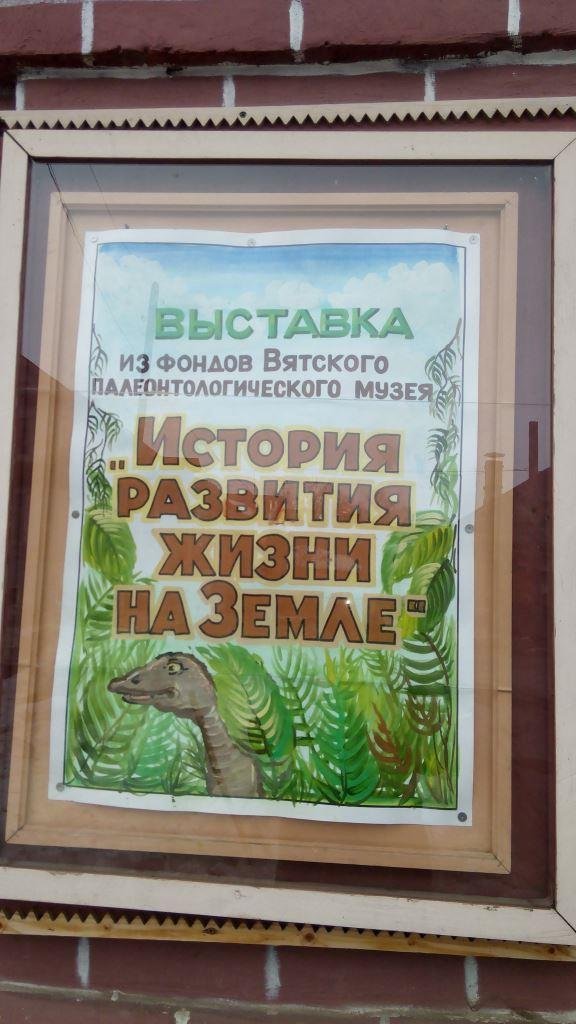 ВЫСТАВКА
ИЗ ФОНДОВ ВЯТСКОГО
ПАЛЕОНТОЛОГИЧЕСКОГО МУЗЕЯ
„ИСТОРИЯ
РАЗВИТИЯ
ЖИЗНИ
НА ЗЕМЛЕ"